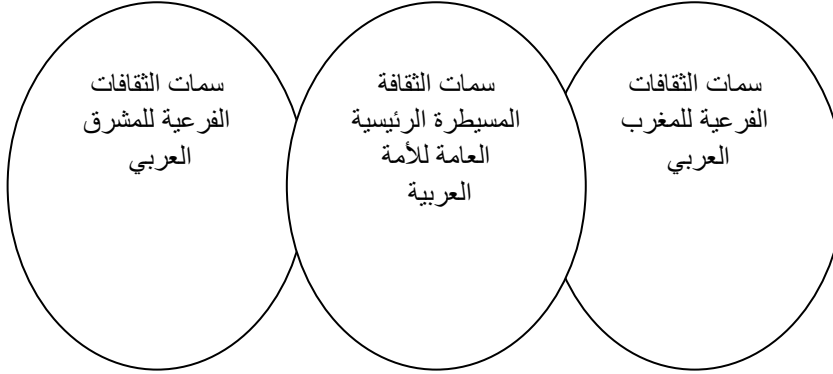 سمات الثقافات
الفرعية للمغرب
العربي
سمات الثقافة
المسيطرة الرئيسية
العامة للأمة
العربية
سمات الثقافات
الفرعية للمشرق
العربي